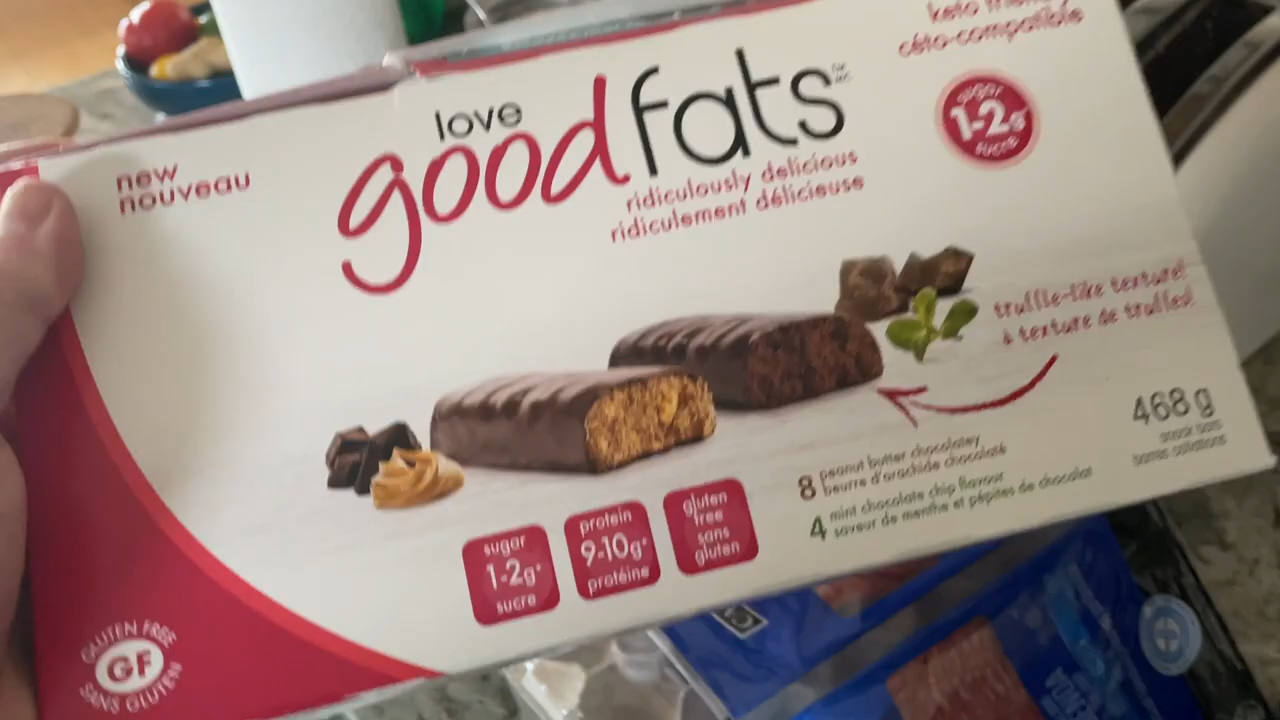 keto friendly
céto-compatible
sugar
1-2g
sucre
love
good fats
ridiculously delicious
ridiculement délicieuse
new
nouveau
truffle-like texture!
à texture de truffes!
468 g
snack bars
barres collations
8 peanut butter chocolatey
beurre d'arachide chocolaté
4 mint chocolate chip flavour
saveur de menthe et pépites de chocolat
sugar
1-2g*
sucre
protein
9-10g*
protéine
gluten
free
sans
gluten
GLUTEN FREE
GF
SANS GLUTEN